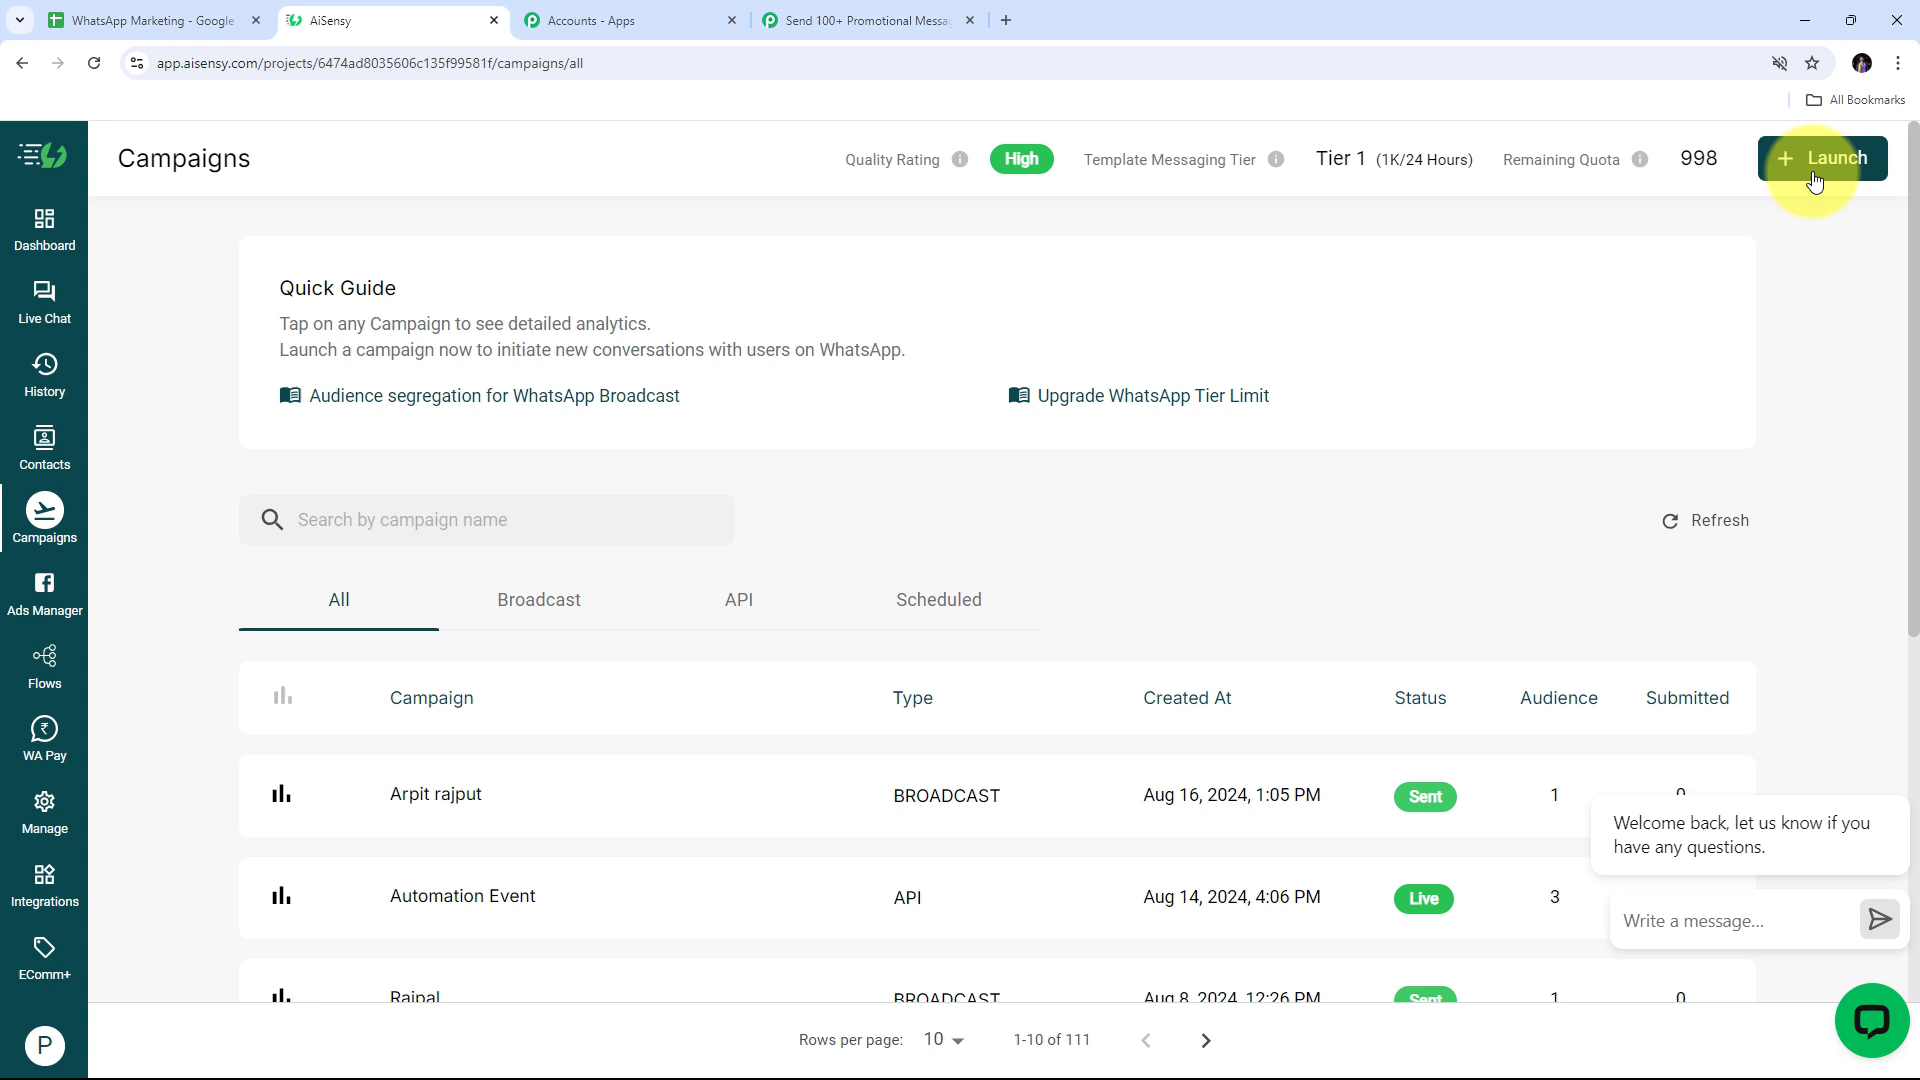 WhatsApp Marketing - Google
AiSensy
Accounts - Apps
Send 100+ Promotional Messa
app.aisensy.com/projects/6474ad8035606c135f99581f/campaigns/all
All Bookmarks
Campaigns
Quality Rating
High
Template Messaging Tier
Tier 1 (1K/24 Hours)
Remaining Quota
998
+ Launch
Dashboard
Live Chat
History
Contacts
Campaigns
Ads Manager
Flows
WA Pay
Manage
Integrations
EComm+
P
Quick Guide
Tap on any Campaign to see detailed analytics.
Launch a campaign now to initiate new conversations with users on WhatsApp.
Audience segregation for WhatsApp Broadcast
Upgrade WhatsApp Tier Limit
Search by campaign name
Refresh
All Broadcast API Scheduled
Campaign Type Created At Status Audience Submitted
Arpit rajput BROADCAST Aug 16, 2024, 1:05 PM Sent 1 0
Automation Event API Aug 14, 2024, 4:06 PM Live 3
Rajpal BROADCAST Aug 8, 2024, 12:26 PM Sent 1 0
Welcome back, let us know if you
have any questions.
Write a message...
Rows per page: 10 1-10 of 111